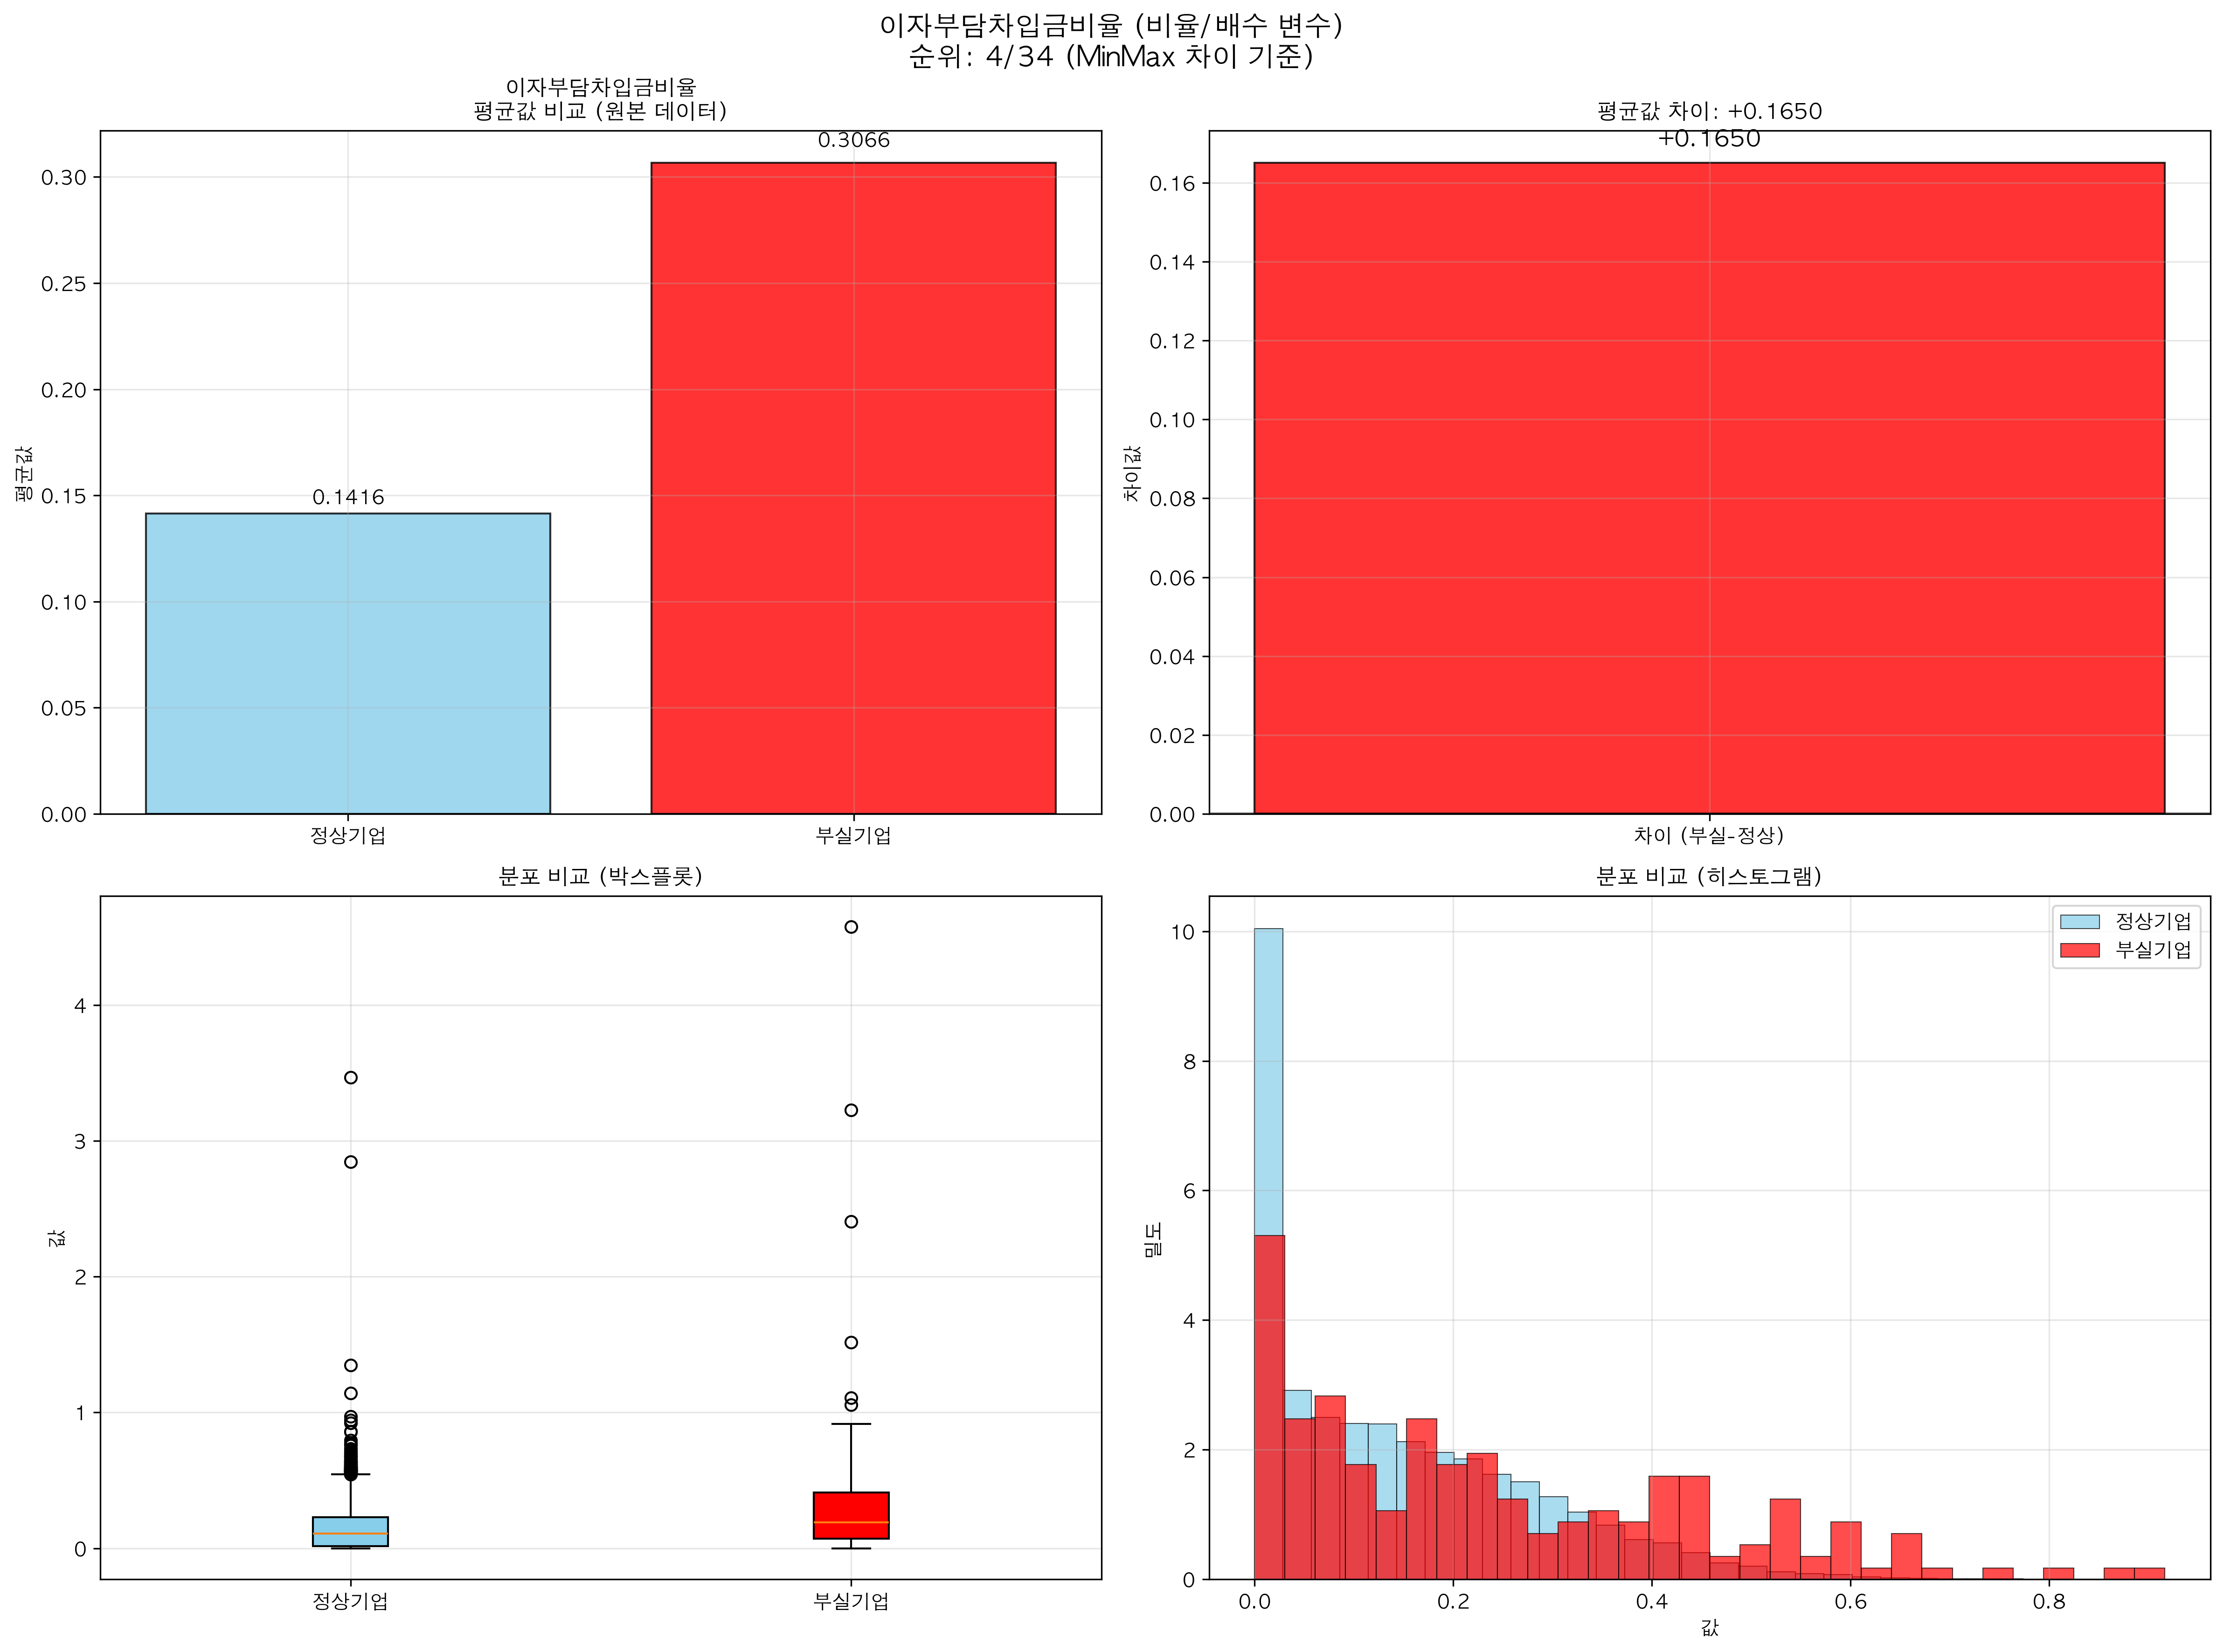 이자부담차입금비율 (비율/배수 변수)
순위: 4/34 (MinMax 차이 기준)
이자부담차입금비율
평균값 비교 (원본 데이터)
0.3066
0.1416
0.30
0.25
0.20
0.15
0.10
0.05
0.00
평균값
정상기업
부실기업
평균값 차이: +0.1650
+0.1650
0.16
0.14
0.12
0.10
0.08
0.06
0.04
0.02
0.00
차이값
차이 (부실-정상)
분포 비교 (박스플롯)
4
3
2
1
0
값
정상기업
부실기업
분포 비교 (히스토그램)
정상기업
부실기업
10
8
6
4
2
0
밀도
0.0
0.2
0.4
0.6
0.8
값